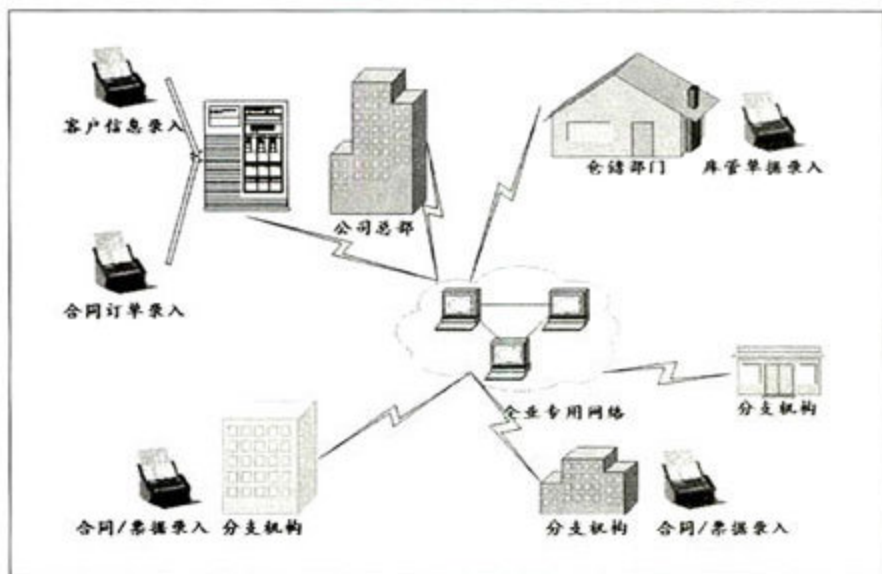 客户信息录入
公司总部
仓储部门
库管单据录入
合同订单录入
企业专用网络
分支机构
合同/票据录入
分支机构
分支机构
合同/票据录入